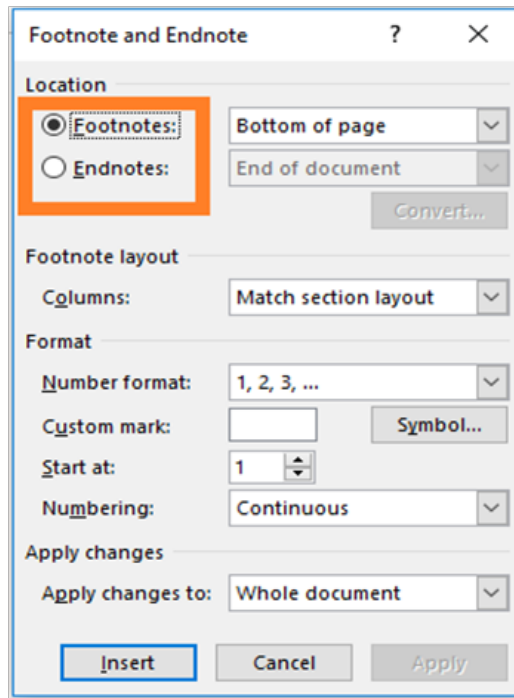 Footnote and Endnote ?
Location
Footnotes: Bottom of page
Endnotes: End of document
Convert...
Footnote layout
Columns: Match section layout
Format
Number format: 1, 2, 3, ...
Custom mark: Symbol...
Start at: 1
Numbering: Continuous
Apply changes
Apply changes to: Whole document
Insert Cancel Apply